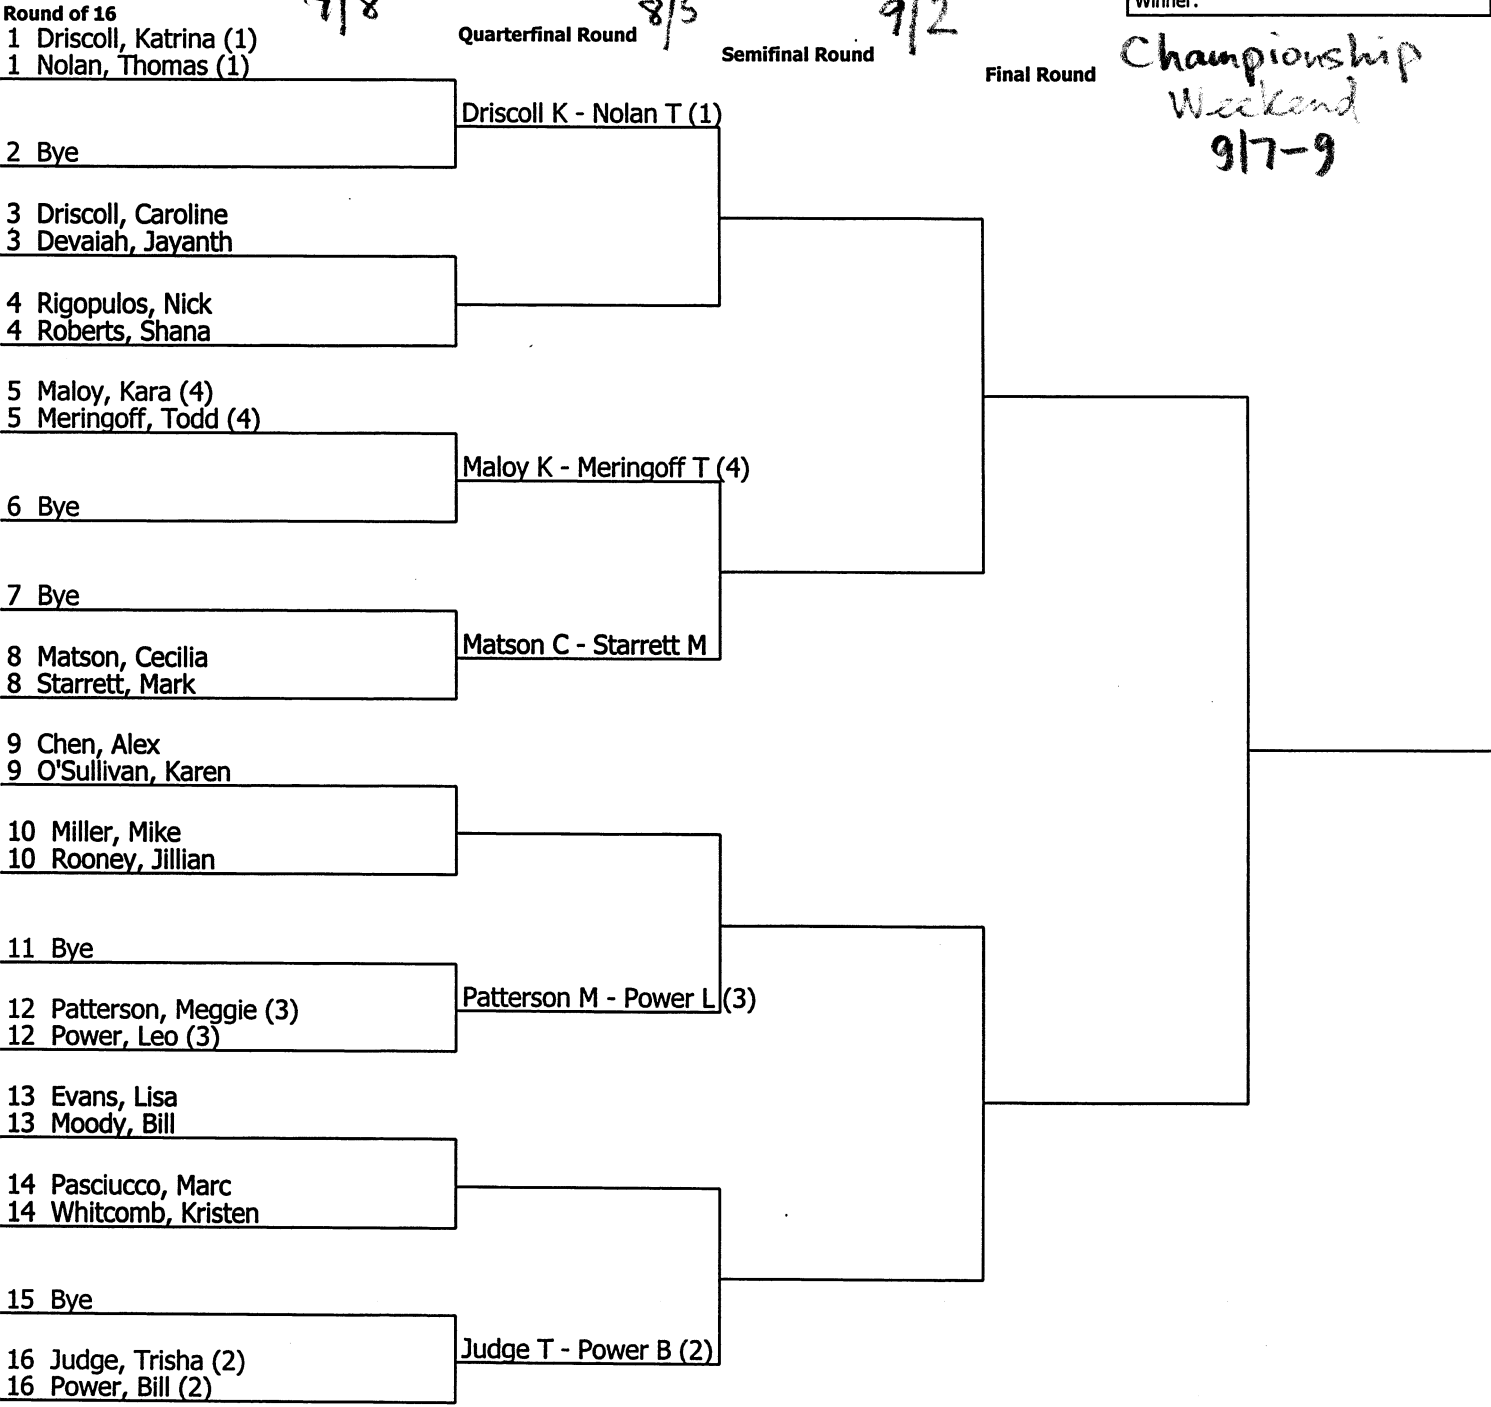 Round of 16
7/8
Quarterfinal Round
8/5
Semifinal Round
9/2
Final Round
Winner:
Championship
Weekend
9/7-9
1 Driscoll, Katrina (1)
1 Nolan, Thomas (1)
Driscoll K - Nolan T (1)
2 Bye
3 Driscoll, Caroline
3 Devaiah, Jayanth
4 Rigopulos, Nick
4 Roberts, Shana
5 Maloy, Kara (4)
5 Meringoff, Todd (4)
Maloy K - Meringoff T (4)
6 Bye
7 Bye
Matson C - Starrett M
8 Matson, Cecilia
8 Starrett, Mark
9 Chen, Alex
9 O'Sullivan, Karen
10 Miller, Mike
10 Rooney, Jillian
11 Bye
Patterson M - Power L (3)
12 Patterson, Meggie (3)
12 Power, Leo (3)
13 Evans, Lisa
13 Moody, Bill
14 Pasciucco, Marc
14 Whitcomb, Kristen
15 Bye
Judge T - Power B (2)
16 Judge, Trisha (2)
16 Power, Bill (2)